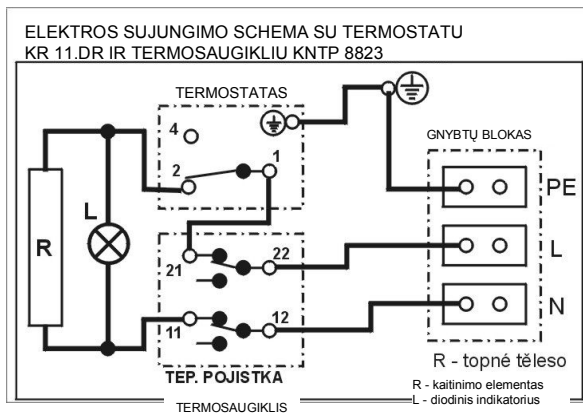 ELEKTROS SUJUNGIMO SCHEMA SU TERMOSTATU
KR 11.DR IR TERMOSAUGIKLIU KNTP 8823
TERMOSTATAS
4
2
1
GNYBTŲ BLOKAS
PE
L
N
R
L
21
22
11
12
TEP. POJISTKA
TERMOSAUGIKLIS
R - topné těleso
R - kaitinimo elementas
L - diodinis indikatorius